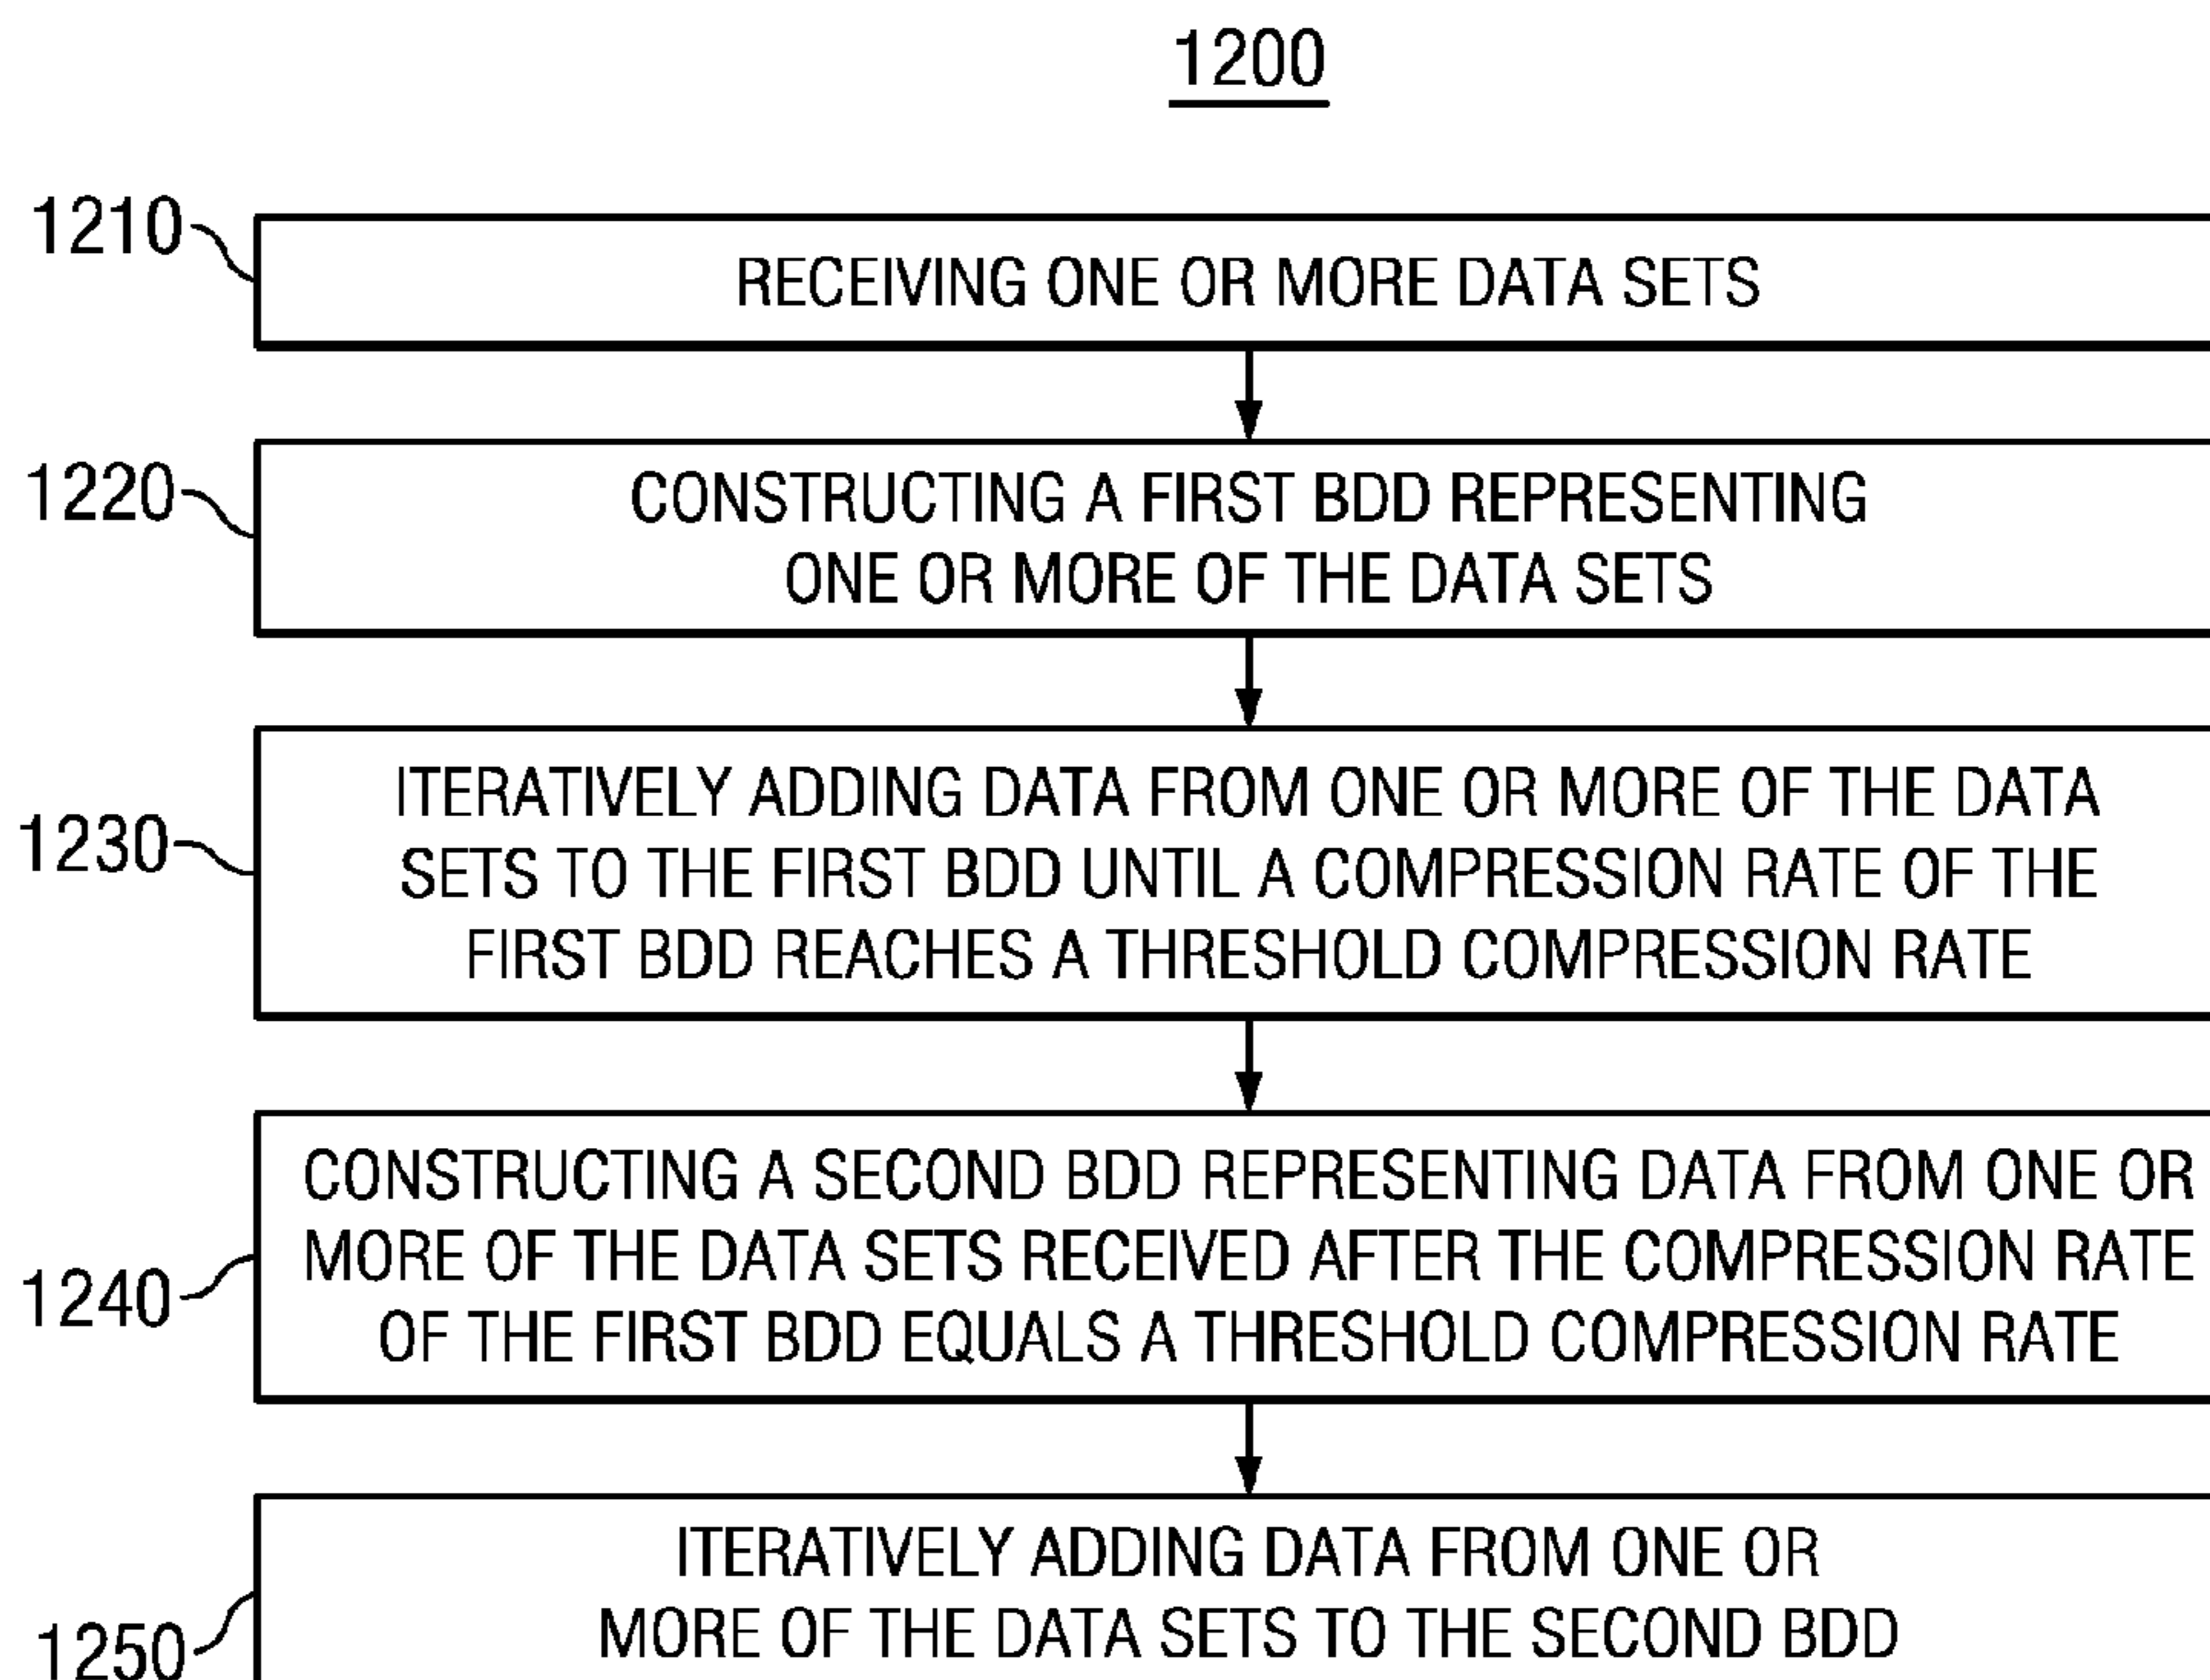 1200
1210
RECEIVING ONE OR MORE DATA SETS
1220
CONSTRUCTING A FIRST BDD REPRESENTING
ONE OR MORE OF THE DATA SETS
1230
ITERATIVELY ADDING DATA FROM ONE OR MORE OF THE DATA
SETS TO THE FIRST BDD UNTIL A COMPRESSION RATE OF THE
FIRST BDD REACHES A THRESHOLD COMPRESSION RATE
1240
CONSTRUCTING A SECOND BDD REPRESENTING DATA FROM ONE OR
MORE OF THE DATA SETS RECEIVED AFTER THE COMPRESSION RATE
OF THE FIRST BDD EQUALS A THRESHOLD COMPRESSION RATE
1250
ITERATIVELY ADDING DATA FROM ONE OR
MORE OF THE DATA SETS TO THE SECOND BDD